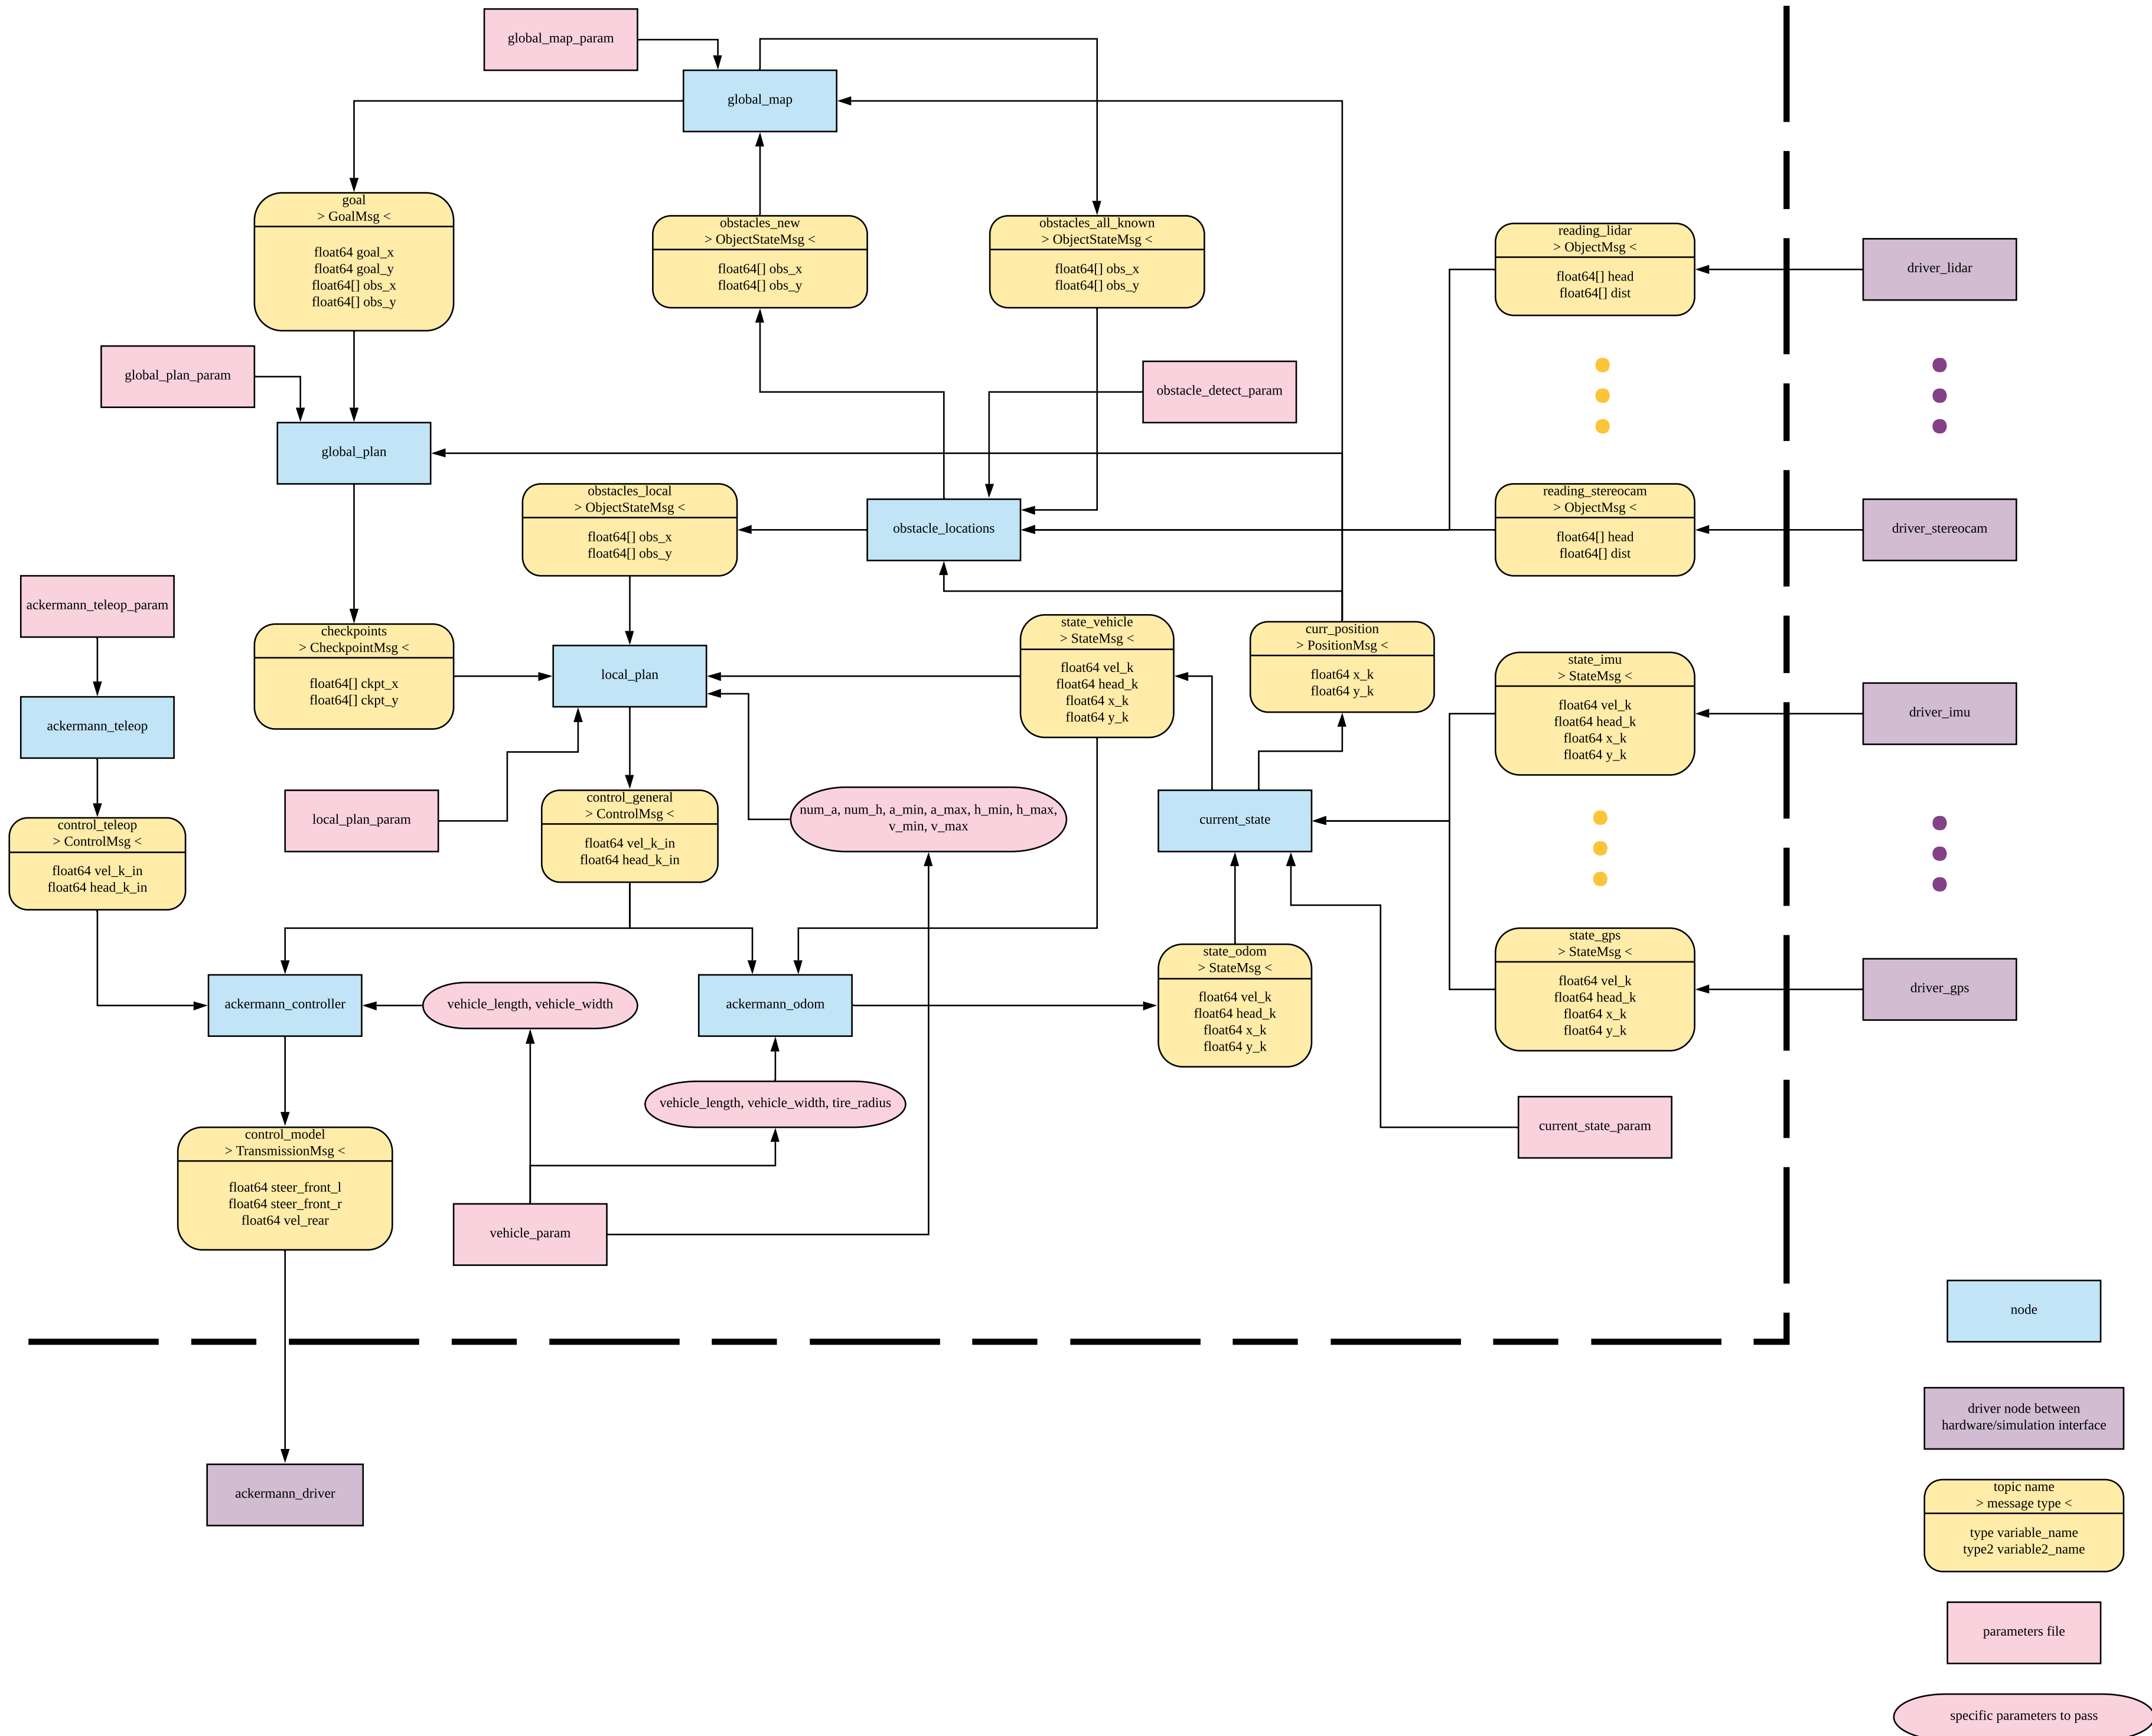 global_map_param
global_map
goal
> GoalMsg <
float64 goal_x
float64 goal_y
float64[] obs_x
float64[] obs_y
obstacles_new
> ObjectStateMsg <
float64[] obs_x
float64[] obs_y
obstacles_all_known
> ObjectStateMsg <
float64[] obs_x
float64[] obs_y
reading_lidar
> ObjectMsg <
float64[] head
float64[] dist
driver_lidar
global_plan_param
obstacle_detect_param
global_plan
obstacles_local
> ObjectStateMsg <
float64[] obs_x
float64[] obs_y
obstacle_locations
reading_stereocam
> ObjectMsg <
float64[] head
float64[] dist
driver_stereocam
ackermann_teleop_param
checkpoints
> CheckpointMsg <
float64[] ckpt_x
float64[] ckpt_y
local_plan
state_vehicle
> StateMsg <
float64 vel_k
float64 head_k
float64 x_k
float64 y_k
curr_position
> PositionMsg <
float64 x_k
float64 y_k
state_imu
> StateMsg <
float64 vel_k
float64 head_k
float64 x_k
float64 y_k
driver_imu
ackermann_teleop
local_plan_param
control_general
> ControlMsg <
float64 vel_k_in
float64 head_k_in
num_a, num_h, a_min, a_max, h_min, h_max,
v_min, v_max
current_state
control_teleop
> ControlMsg <
float64 vel_k_in
float64 head_k_in
ackermann_controller
vehicle_length, vehicle_width
ackermann_odom
state_odom
> StateMsg <
float64 vel_k
float64 head_k
float64 x_k
float64 y_k
state_gps
> StateMsg <
float64 vel_k
float64 head_k
float64 x_k
float64 y_k
driver_gps
vehicle_length, vehicle_width, tire_radius
current_state_param
control_model
> TransmissionMsg <
float64 steer_front_l
float64 steer_front_r
float64 vel_rear
vehicle_param
ackermann_driver
node
driver node between
hardware/simulation interface
topic name
> message type <
type variable_name
type2 variable2_name
parameters file
specific parameters to pass